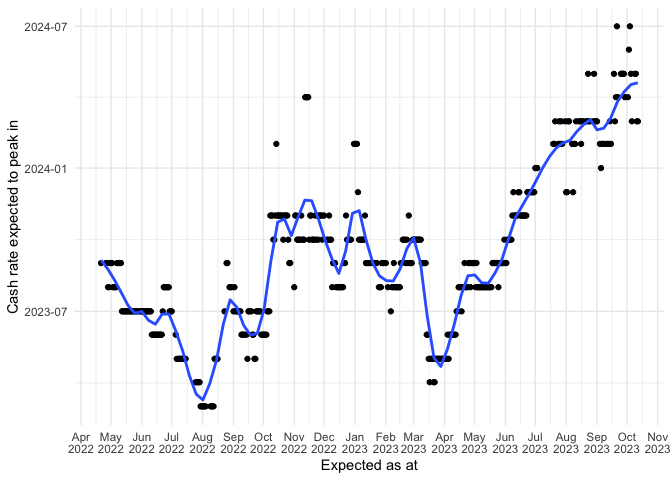 2024-07
2024-01
2023-07
Cash rate expected to peak in
Apr May Jun Jul Aug Sep Oct Nov Dec Jan Feb Mar Apr May Jun Jul Aug Sep Oct Nov
2022 2022 2022 2022 2022 2022 2022 2022 2022 2023 2023 2023 2023 2023 2023 2023 2023 2023 2023 2023
Expected as at